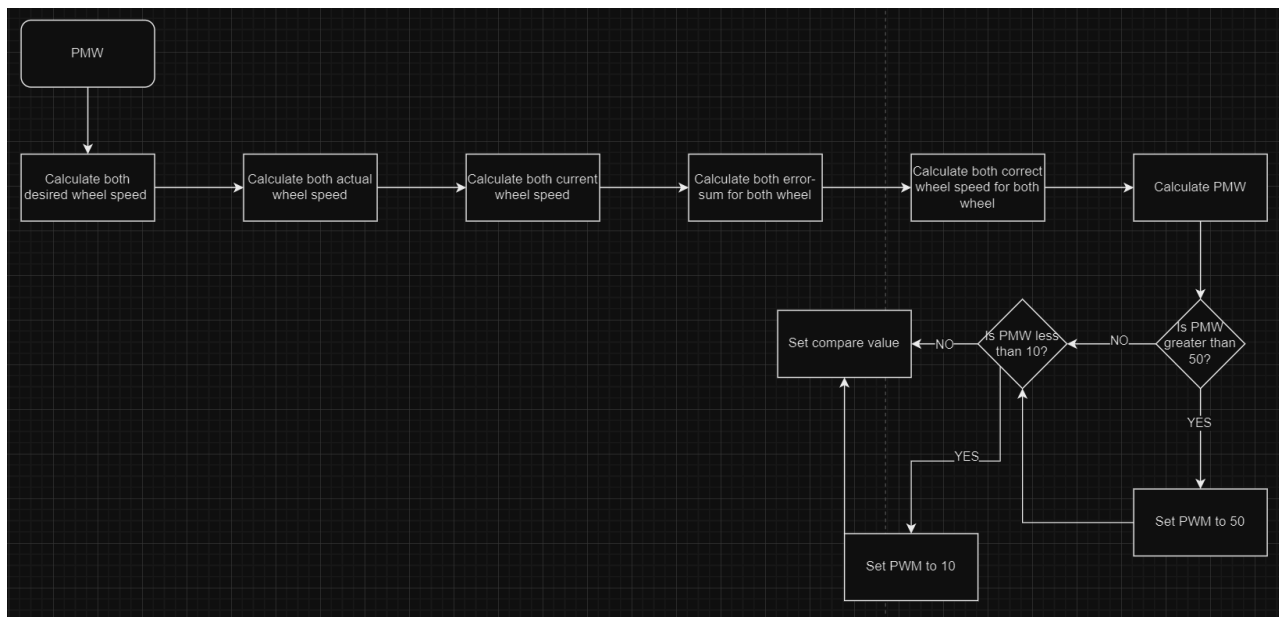 PMW
Calculate both
desired wheel speed
Calculate both actual
wheel speed
Calculate both current
wheel speed
Calculate both error-
sum for both wheel
Calculate both correct
wheel speed for both
wheel
Calculate PMW
Set compare value
NO
Is PMW less
than 10?
NO
Is PMW
greater than
50?
YES
YES
Set PWM to 50
Set PWM to 10